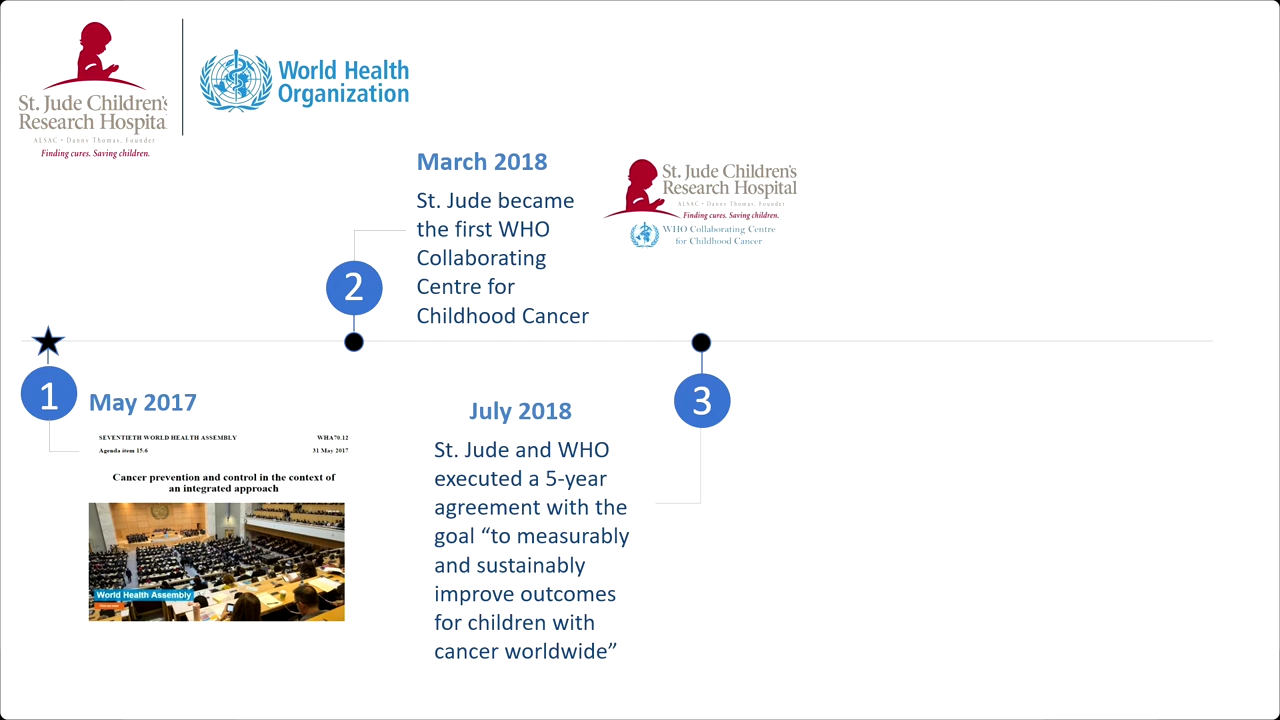 St. Jude Children's
Research Hospita
ALSAC • Danny Thomas, Founder
Finding cures. Saving children.
World Health
Organization
March 2018
St. Jude became
the first WHO
Collaborating
Centre for
Childhood Cancer
St. Jude Children's
Research Hospital
ALSAC • Danny Thomas, Founder
Finding cures. Saving children.
WHO Collaborating Centre
for Childhood Cancer
2
1
May 2017
SEVENTIETH WORLD HEALTH ASSEMBLY WHA70.12
Agenda item 15.6 31 May 2017
Cancer prevention and control in the context of
an integrated approach
World Health Assembly
3
July 2018
St. Jude and WHO
executed a 5-year
agreement with the
goal “to measurably
and sustainably
improve outcomes
for children with
cancer worldwide”